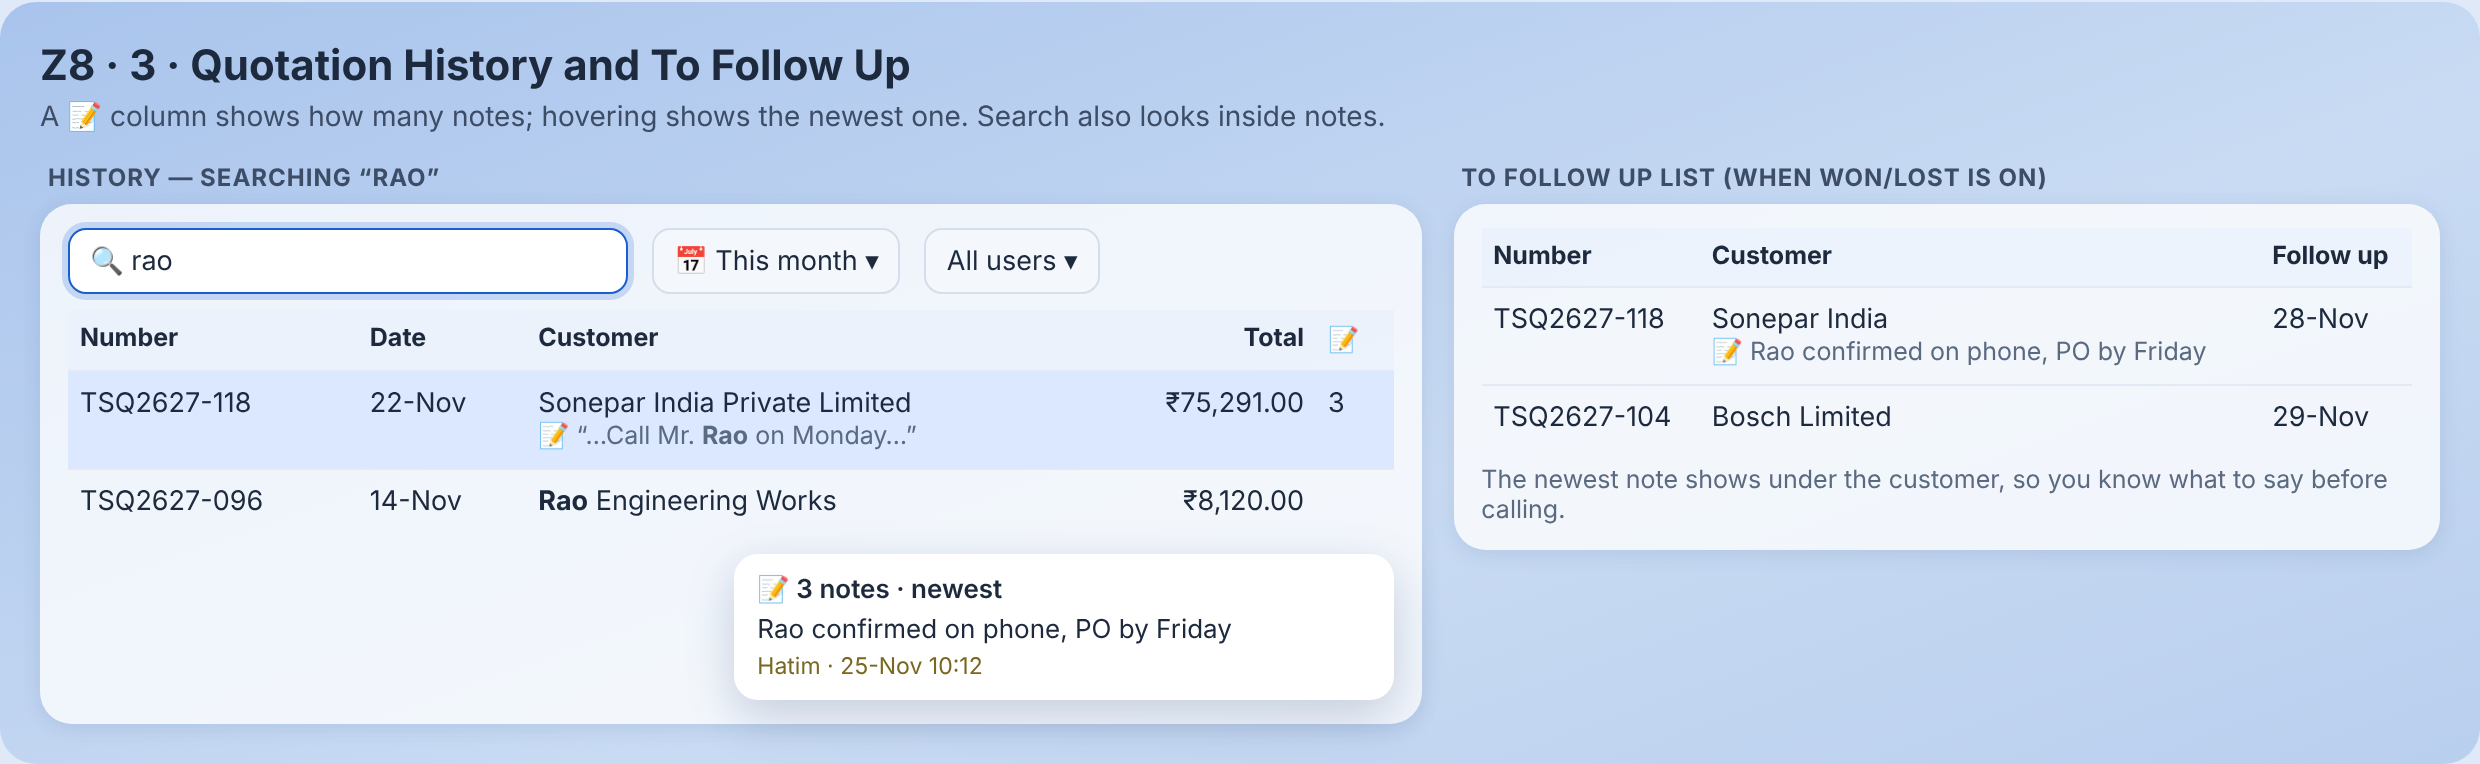 Z8 · 3 · Quotation History and To Follow Up
A 📝 column shows how many notes; hovering shows the newest one. Search also looks inside notes.
HISTORY — SEARCHING “RAO”
🔍 rao
📅 This month ▾
All users ▾
Number Date Customer Total 📝
TSQ2627-118 22-Nov Sonepar India Private Limited ₹75,291.00 3
📝 “...Call Mr. Rao on Monday...”
TSQ2627-096 14-Nov Rao Engineering Works ₹8,120.00
📝 3 notes · newest
Rao confirmed on phone, PO by Friday
Hatim · 25-Nov 10:12
TO FOLLOW UP LIST (WHEN WON/LOST IS ON)
Number Customer Follow up
TSQ2627-118 Sonepar India 28-Nov
📝 Rao confirmed on phone, PO by Friday
TSQ2627-104 Bosch Limited 29-Nov
The newest note shows under the customer, so you know what to say before
calling.